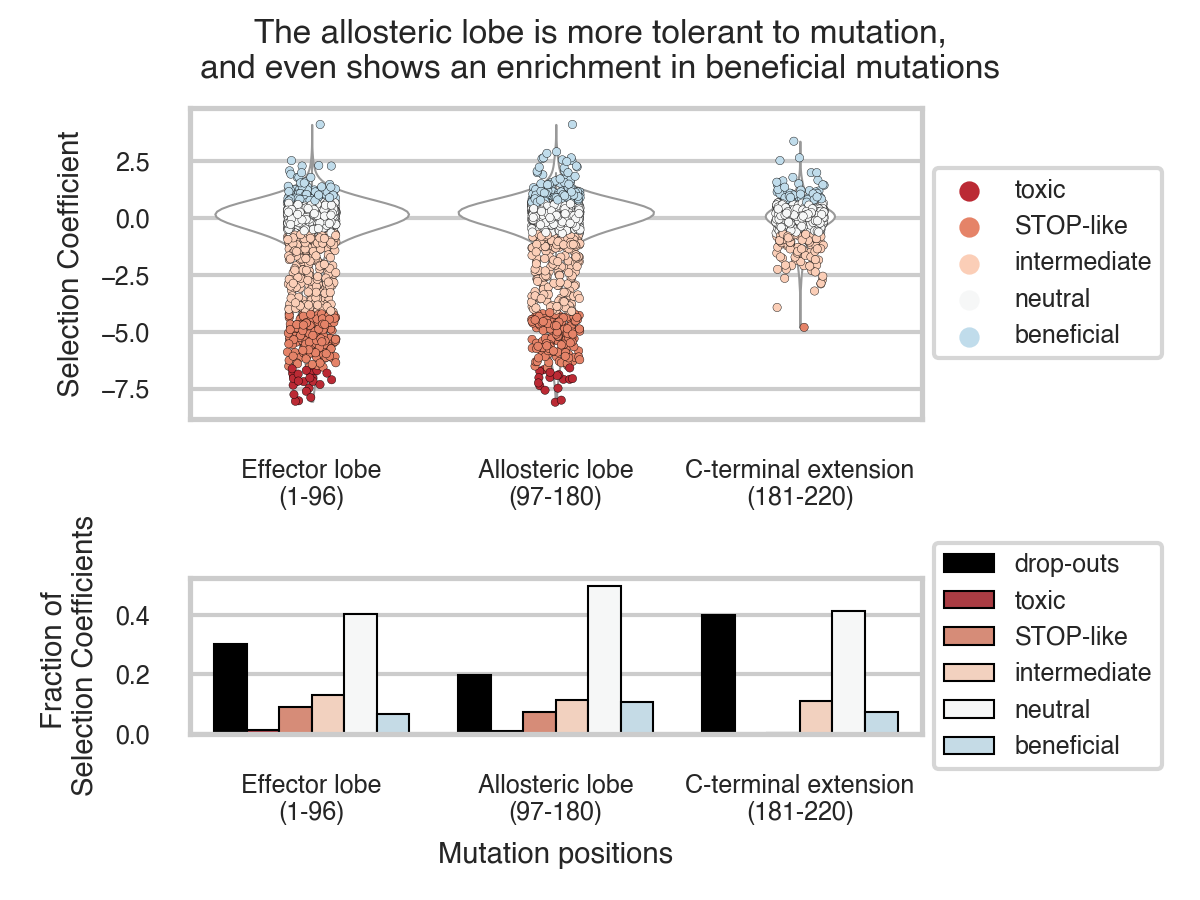 The allosteric lobe is more tolerant to mutation,
and even shows an enrichment in beneficial mutations
Selection Coefficient
2.5
0.0
−2.5
−5.0
−7.5
Effector lobe
(1-96)
Allosteric lobe
(97-180)
C-terminal extension
(181-220)
toxic
STOP-like
intermediate
neutral
beneficial
Fraction of
Selection Coefficients
0.4
0.2
0.0
Effector lobe
(1-96)
Allosteric lobe
(97-180)
C-terminal extension
(181-220)
Mutation positions
drop-outs
toxic
STOP-like
intermediate
neutral
beneficial